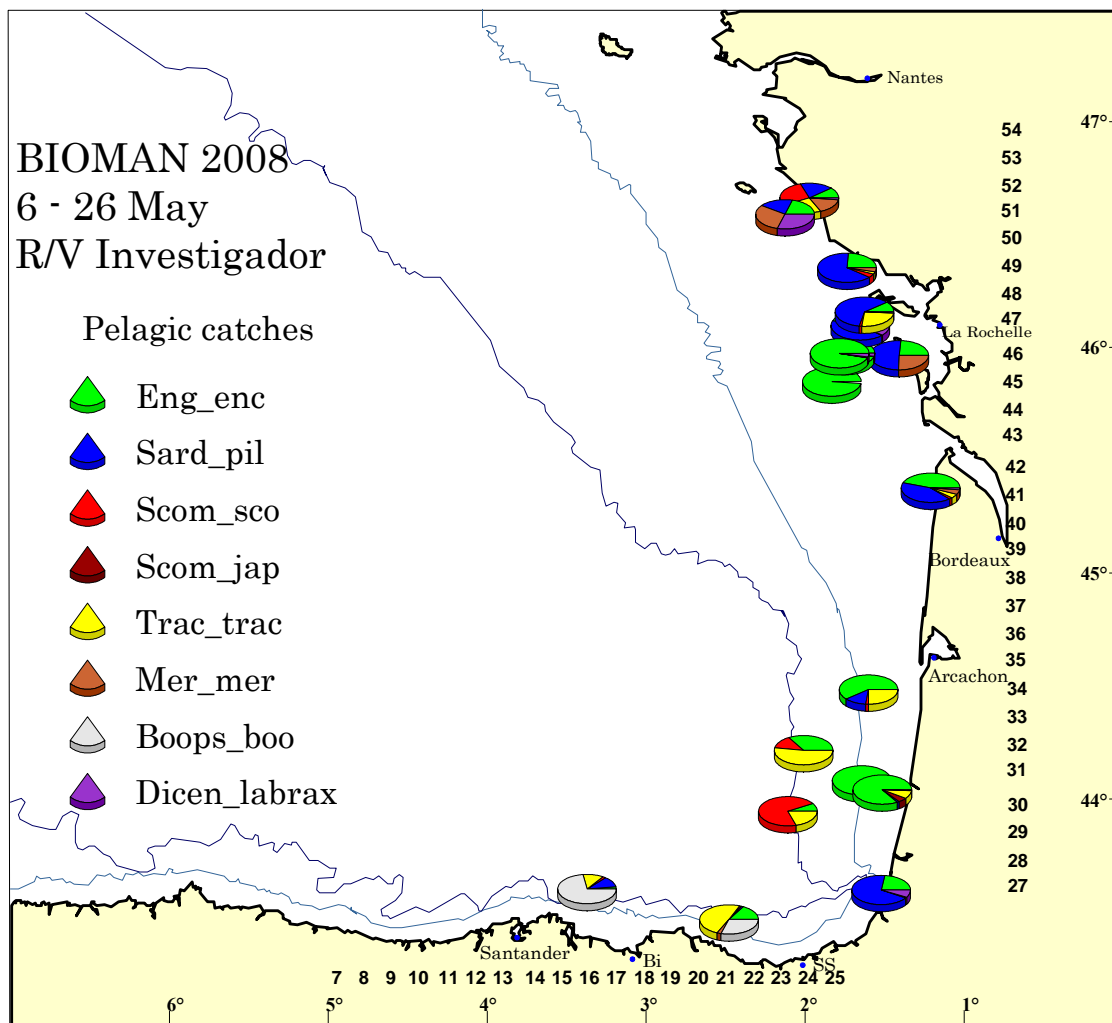 Nantes
47°
54
BIOMAN 2008
53
6 - 26 May
52
51
R/V Investigador
50
49
48
Pelagic catches
47
La Rochelle
46
46°
Eng_enc
45
44
Sard_pil
43
42
Scom_sco
41
40
Scom_jap
39
Bordeaux
38
45°
Trac_trac
37
36
Mer_mer
35
Arcachon
34
Boops_boo
33
32
Dicen_labrax
31
30
44°
29
28
27
Santander
Bi
SS
7 8 9 10 11 12 13 14 15 16 17 18 19 20 21 22 23 24 25
6° 5° 4° 3° 2° 1°